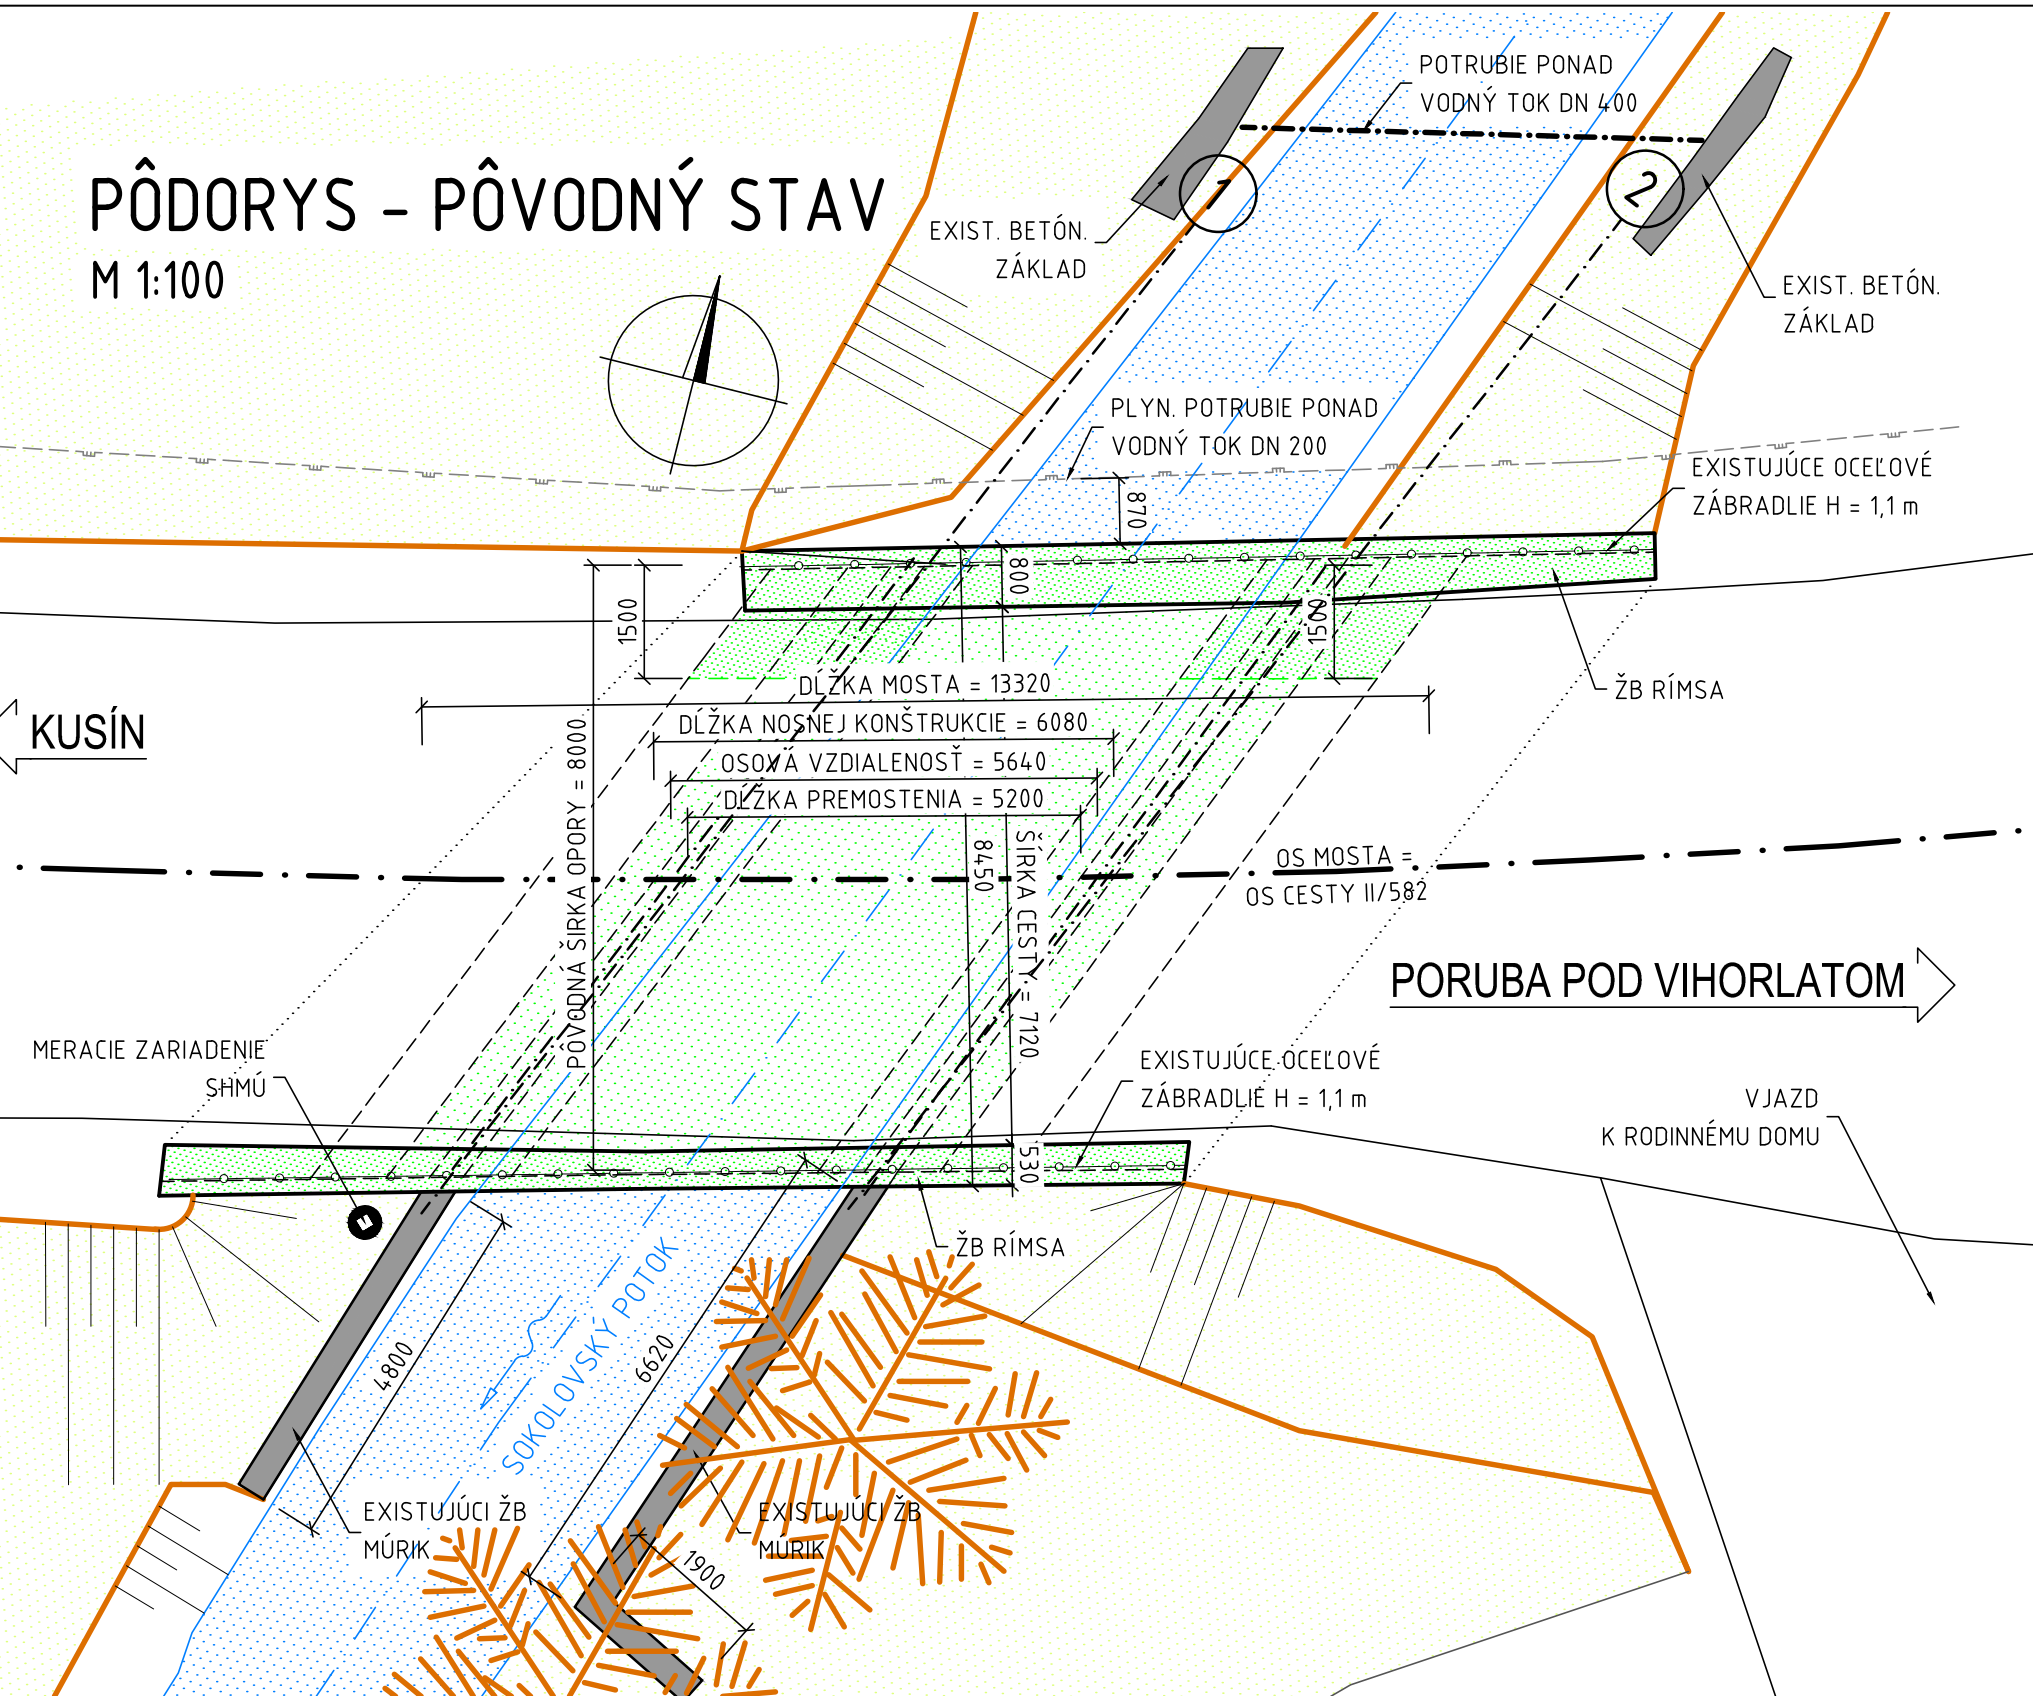 POTRUBIE PONAD
VODNÝ TOK DN 400
PÔDORYS - PÔVODNÝ STAV
M 1:100
1
2
EXIST. BETÓN.
ZÁKLAD
EXIST. BETÓN.
ZÁKLAD
PLYN. POTRUBIE PONAD
VODNÝ TOK DN 200
EXISTUJÚCE OCEĽOVÉ
ZÁBRADLIE H = 1,1 m
870
800
1500
1500
DĹŽKA MOSTA = 13320
ŽB RÍMSA
KUSÍN
DĹŽKA NOSNEJ KONŠTRUKCIE = 6080
OSOVÁ VZDIALENOSŤ = 5640
DĹŽKA PREMOSTENIA = 5200
PÔVODNÁ ŠÍRKA OPORY = 8000
8450
ŠÍRKA CESTY = 7120
OS MOSTA =
OS CESTY II/582
PORUBA POD VIHORLATOM
MERACIE ZARIADENIE
SHMÚ
EXISTUJÚCE OCEĽOVÉ
ZÁBRADLIE H = 1,1 m
VJAZD
K RODINNÉMU DOMU
530
ŽB RÍMSA
4800
6620
SOKOLOVSKÝ POTOK
EXISTUJÚCI ŽB
MÚRIK
EXISTUJÚCI ŽB
MÚRIK
1900